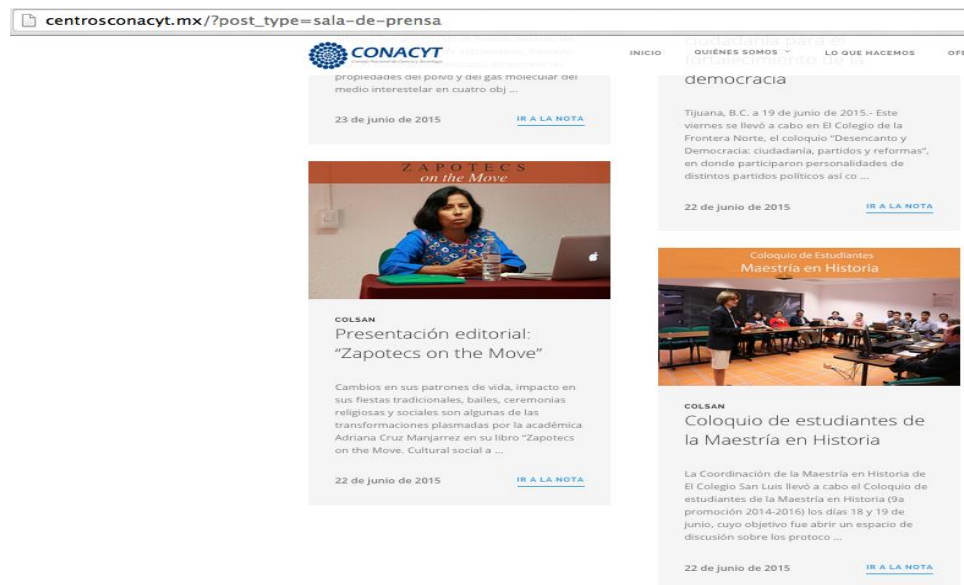 centrosconacyt.mx/?post_type=sala-de-prensa
CONACYT
INICIO
QUIÉNES SOMOS
LO QUE HACEMOS
OFE
propiedades del polvo y del gas molecular del
medio interestelar en cuatro obj ...
23 de junio de 2015
IR A LA NOTA
ZAPOTECS
on the Move
COLSAN
Presentación editorial:
“Zapotecs on the Move”
Cambios en sus patrones de vida, impacto en
sus fiestas tradicionales, bailes, ceremonias
religiosas y sociales son algunas de las
transformaciones plasmadas por la académica
Adriana Cruz Manjarrez en su libro “Zapotecs
on the Move. Cultural social a ...
22 de junio de 2015
IR A LA NOTA
ciudadanía para el
fortalecimiento de la
democracia
Tijuana, B.C. a 19 de junio de 2015.- Este
viernes se llevó a cabo en El Colegio de la
Frontera Norte, el coloquio “Desencanto y
Democracia: ciudadanía, partidos y reformas”,
en donde participaron personalidades de
distintos partidos políticos así co ...
22 de junio de 2015
IR A LA NOTA
Coloquio de Estudiantes
Maestría en Historia
COLSAN
Coloquio de estudiantes de
la Maestría en Historia
La Coordinación de la Maestría en Historia de
El Colegio San Luis llevó a cabo el Coloquio de
estudiantes de la Maestría en Historia (9a
promoción 2014-2016) los días 18 y 19 de
junio, cuyo objetivo fue abrir un espacio de
discusión sobre los protoco ...
22 de junio de 2015
IR A LA NOTA